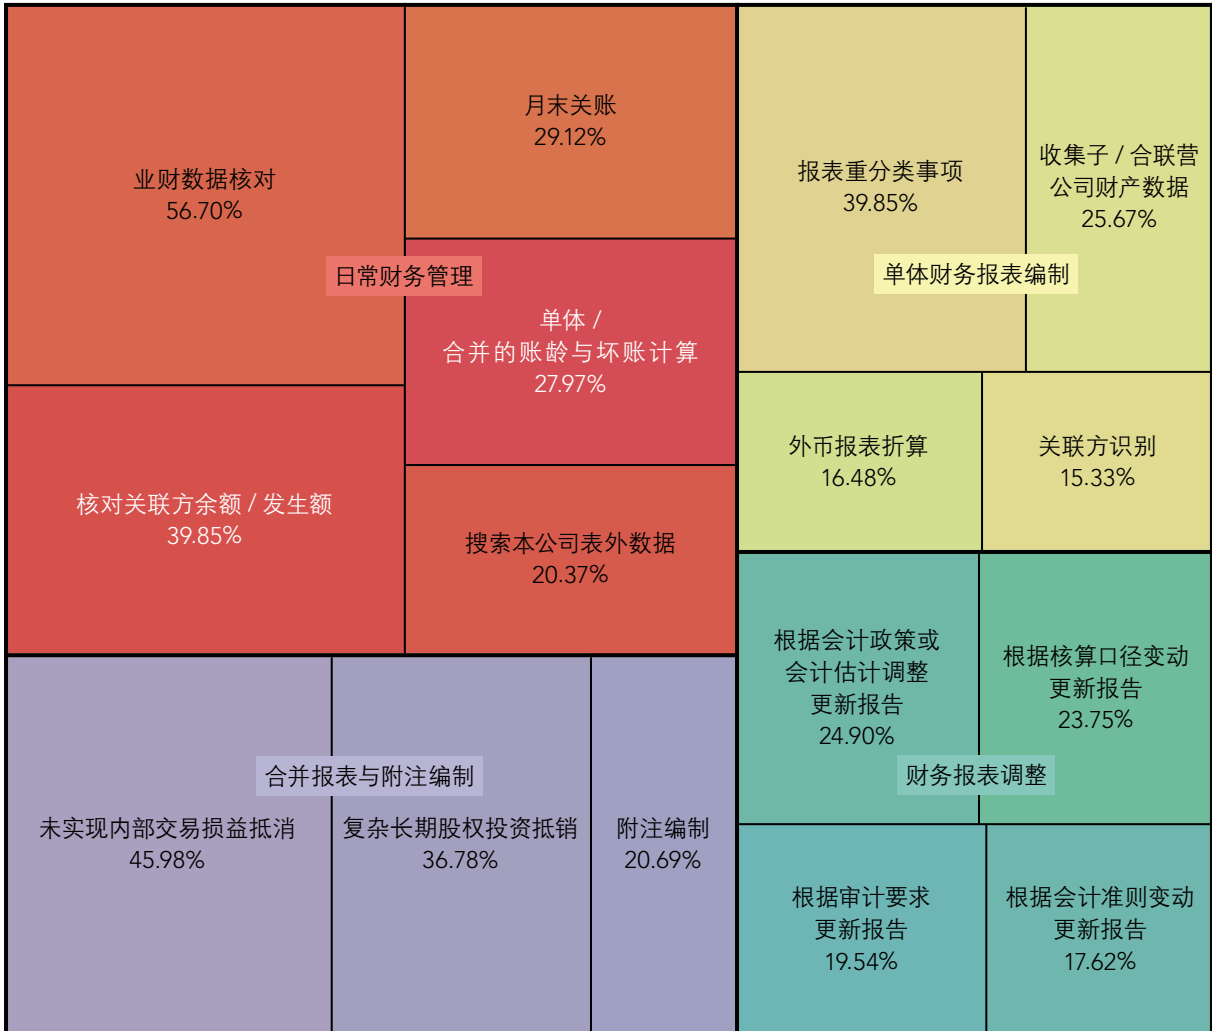 业财数据核对
56.70%
月末关账
29.12%
日常财务管理
单体 /
合并的账龄与坏账计算
27.97%
核对关联方余额 / 发生额
39.85%
搜索本公司表外数据
20.37%
报表重分类事项
39.85%
收集子 / 合联营
公司财产数据
25.67%
单体财务报表编制
外币报表折算
16.48%
关联方识别
15.33%
合并报表与附注编制
未实现内部交易损益抵消
45.98%
复杂长期股权投资抵销
36.78%
附注编制
20.69%
根据会计政策或
会计估计调整
更新报告
24.90%
根据核算口径变动
更新报告
23.75%
财务报表调整
根据审计要求
更新报告
19.54%
根据会计准则变动
更新报告
17.62%